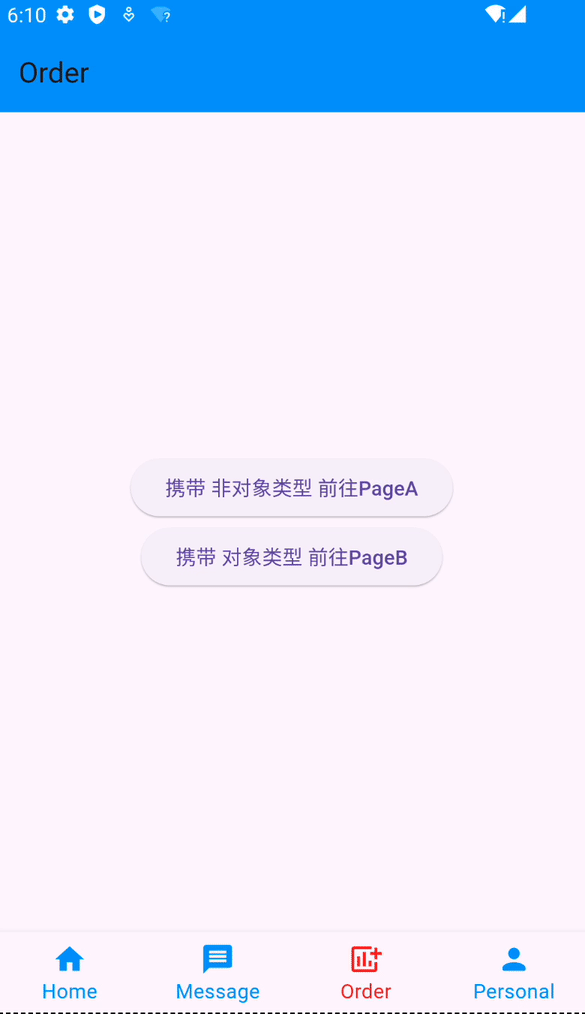 6:10
Order
携带 非对象类型 前往PageA
携带 对象类型 前往PageB
Home
Message
Order
Personal